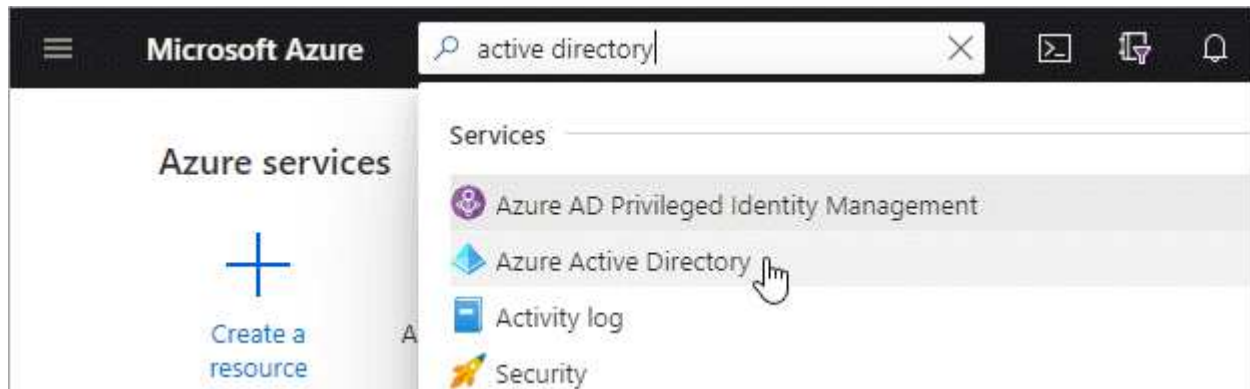 Microsoft Azure
active directory
Services
Azure services
Azure AD Privileged Identity Management
Azure Active Directory
Activity log
Create a
resource
A
Security